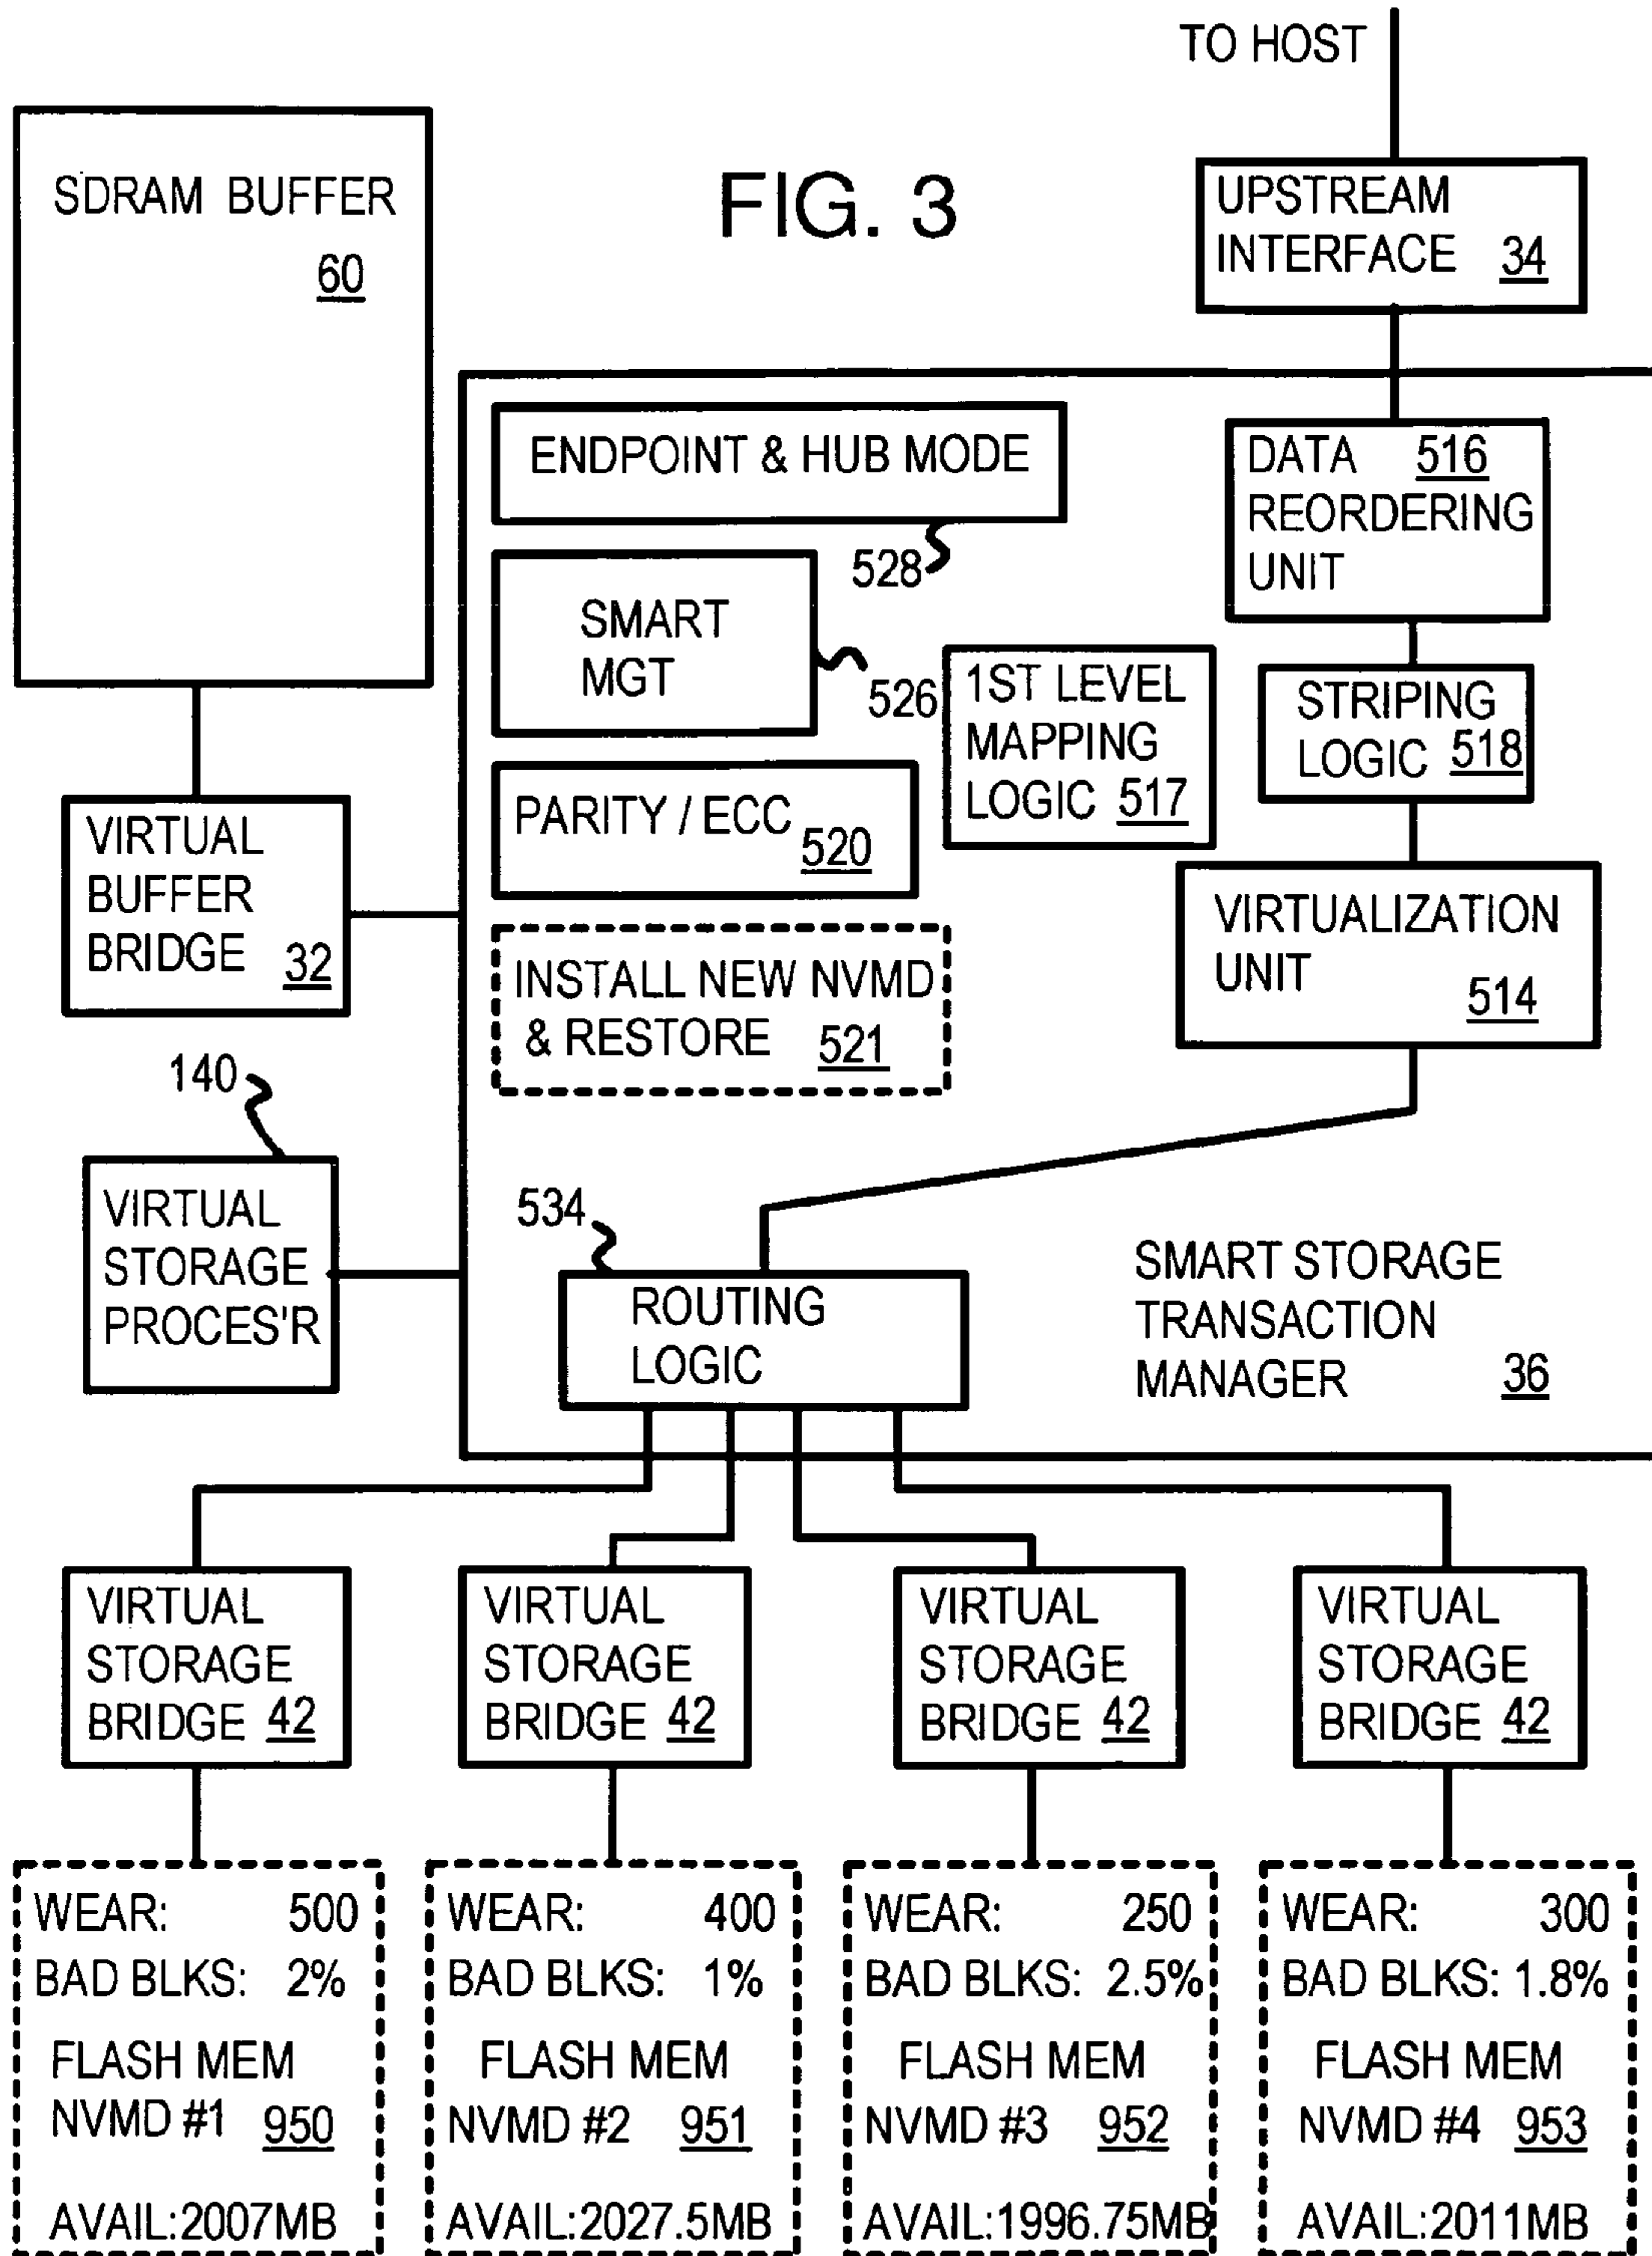 TO HOST
SDRAM BUFFER
60
FIG. 3
UPSTREAM
INTERFACE 34
ENDPOINT & HUB MODE
528
DATA 516
REORDERING
UNIT
SMART
MGT
526
1ST LEVEL
MAPPING
LOGIC 517
STRIPING
LOGIC 518
PARITY / ECC 520
VIRTUAL
BUFFER
BRIDGE 32
VIRTUALIZATION
UNIT
514
INSTALL NEW NVMD
& RESTORE 521
140
VIRTUAL
STORAGE
PROCES'R
534
ROUTING
LOGIC
SMART STORAGE
TRANSACTION
MANAGER 36
VIRTUAL
STORAGE
BRIDGE 42
VIRTUAL
STORAGE
BRIDGE 42
VIRTUAL
STORAGE
BRIDGE 42
VIRTUAL
STORAGE
BRIDGE 42
WEAR: 500
BAD BLKS: 2%
FLASH MEM
NVMD #1 950
AVAIL:2007MB
WEAR: 400
BAD BLKS: 1%
FLASH MEM
NVMD #2 951
AVAIL:2027.5MB
WEAR: 250
BAD BLKS: 2.5%
FLASH MEM
NVMD #3 952
AVAIL:1996.75MB
WEAR: 300
BAD BLKS: 1.8%
FLASH MEM
NVMD #4 953
AVAIL:2011MB